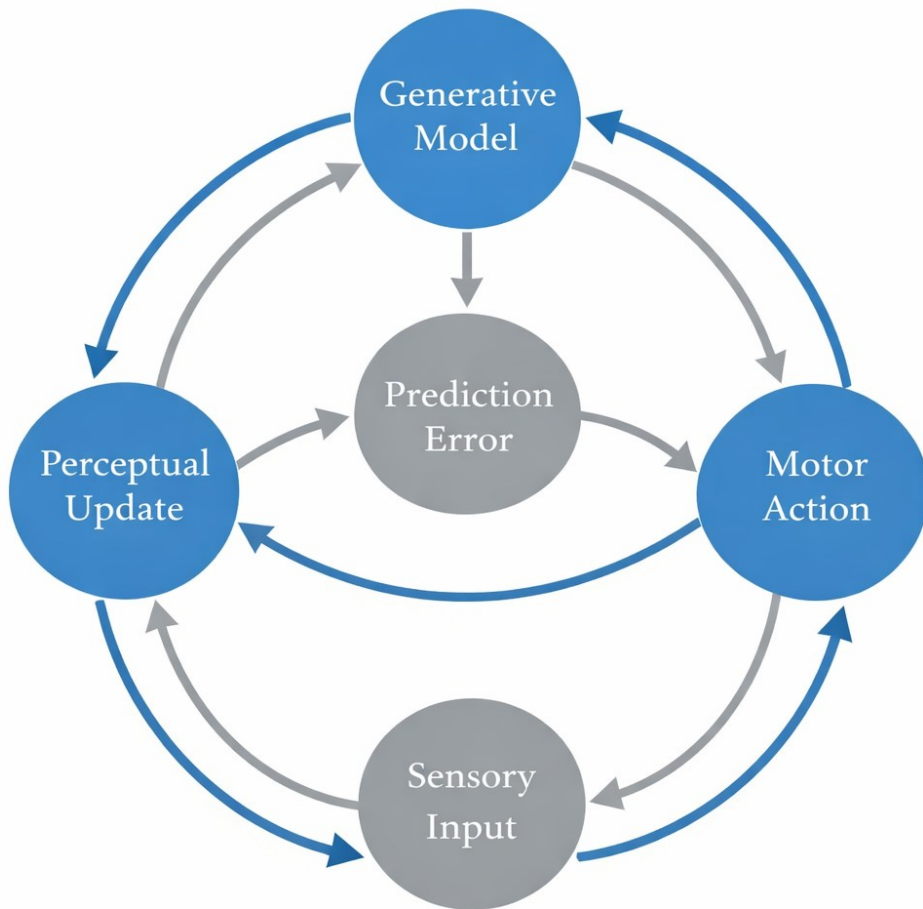 Generative
Model
Prediction
Error
Perceptual
Update
Motor
Action
Sensory
Input